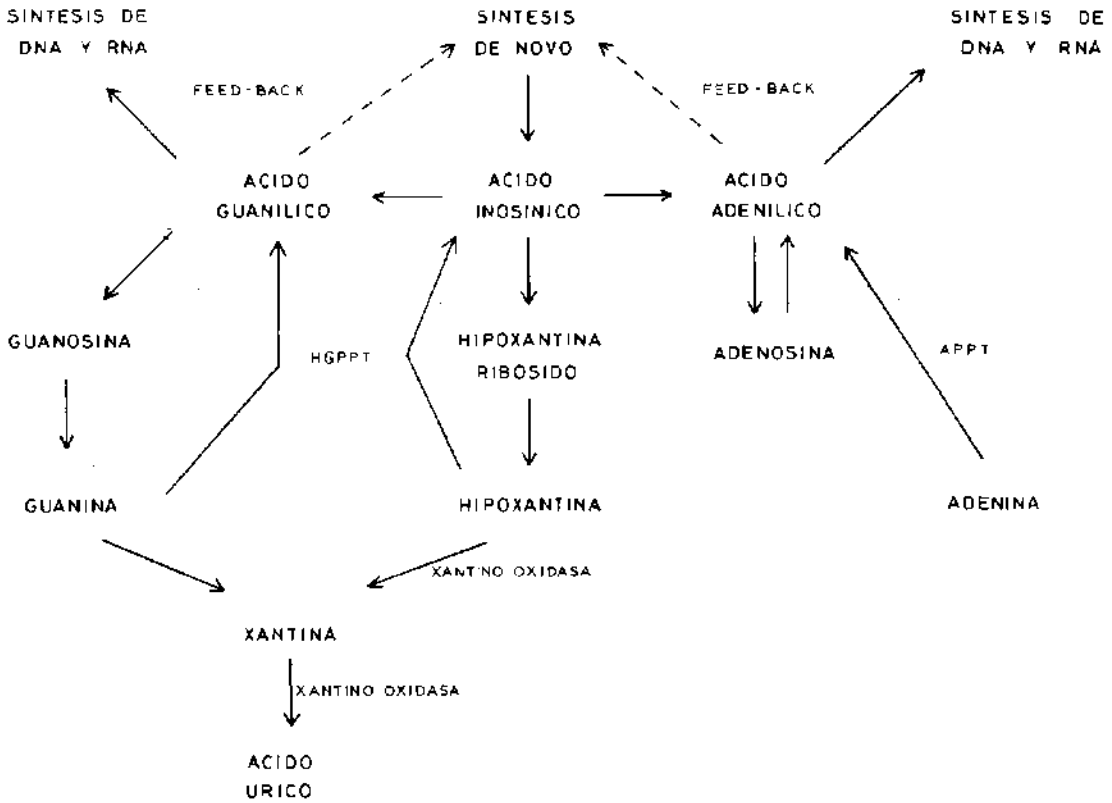 SINTESIS DE
DNA Y RNA
SINTESIS
DE NOVO
SINTESIS DE
DNA Y RNA
FEED-BACK
FEED-BACK
ACIDO
GUANILICO
ACIDO
INOSINICO
ACIDO
ADENILICO
GUANOSINA
HGPPT
HIPOXANTINA
RIBOSIDO
ADENOSINA
APPT
GUANINA
HIPOXANTINA
ADENINA
XANTINO OXIDASA
XANTINA
XANTINO OXIDASA
ACIDO
URICO